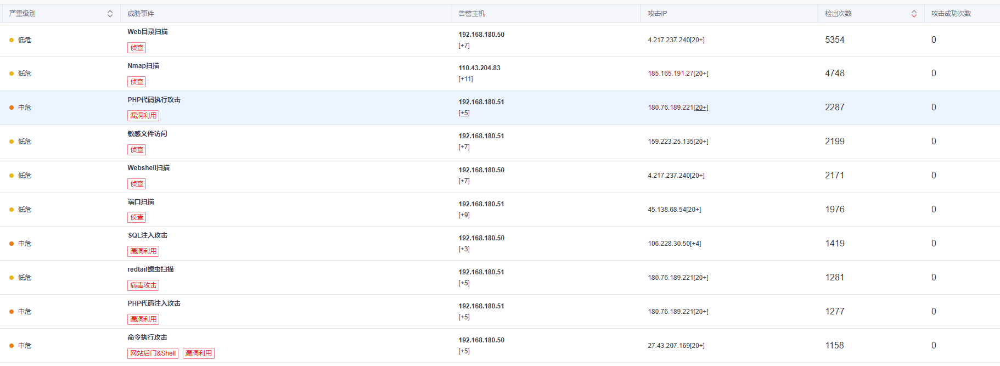 严重级别 威胁事件 告警主机 攻击IP 检出次数 攻击成功次数
低危 Web目录扫描 侦查 192.168.180.50 [+7] 4.217.237.240[20+] 5354 0
低危 Nmap扫描 侦查 110.43.204.83 [+11] 185.165.191.27[20+] 4748 0
中危 PHP代码执行攻击 漏洞利用 192.168.180.51 [+5] 180.76.189.221[20+] 2287 0
低危 敏感文件访问 侦查 192.168.180.51 [+7] 159.223.25.135[20+] 2199 0
低危 Webshell扫描 侦查 192.168.180.50 [+7] 4.217.237.240[20+] 2171 0
低危 端口扫描 侦查 192.168.180.51 [+9] 45.138.68.54[20+] 1976 0
中危 SQL注入攻击 漏洞利用 192.168.180.50 [+3] 106.228.30.50[+4] 1419 0
低危 redtail蠕虫扫描 病毒攻击 192.168.180.51 [+5] 180.76.189.221[20+] 1281 0
中危 PHP代码注入攻击 漏洞利用 192.168.180.51 [+5] 180.76.189.221[20+] 1277 0
中危 命令执行攻击 网站后门&Shell 漏洞利用 192.168.180.50 [+5] 27.43.207.169[20+] 1158 0